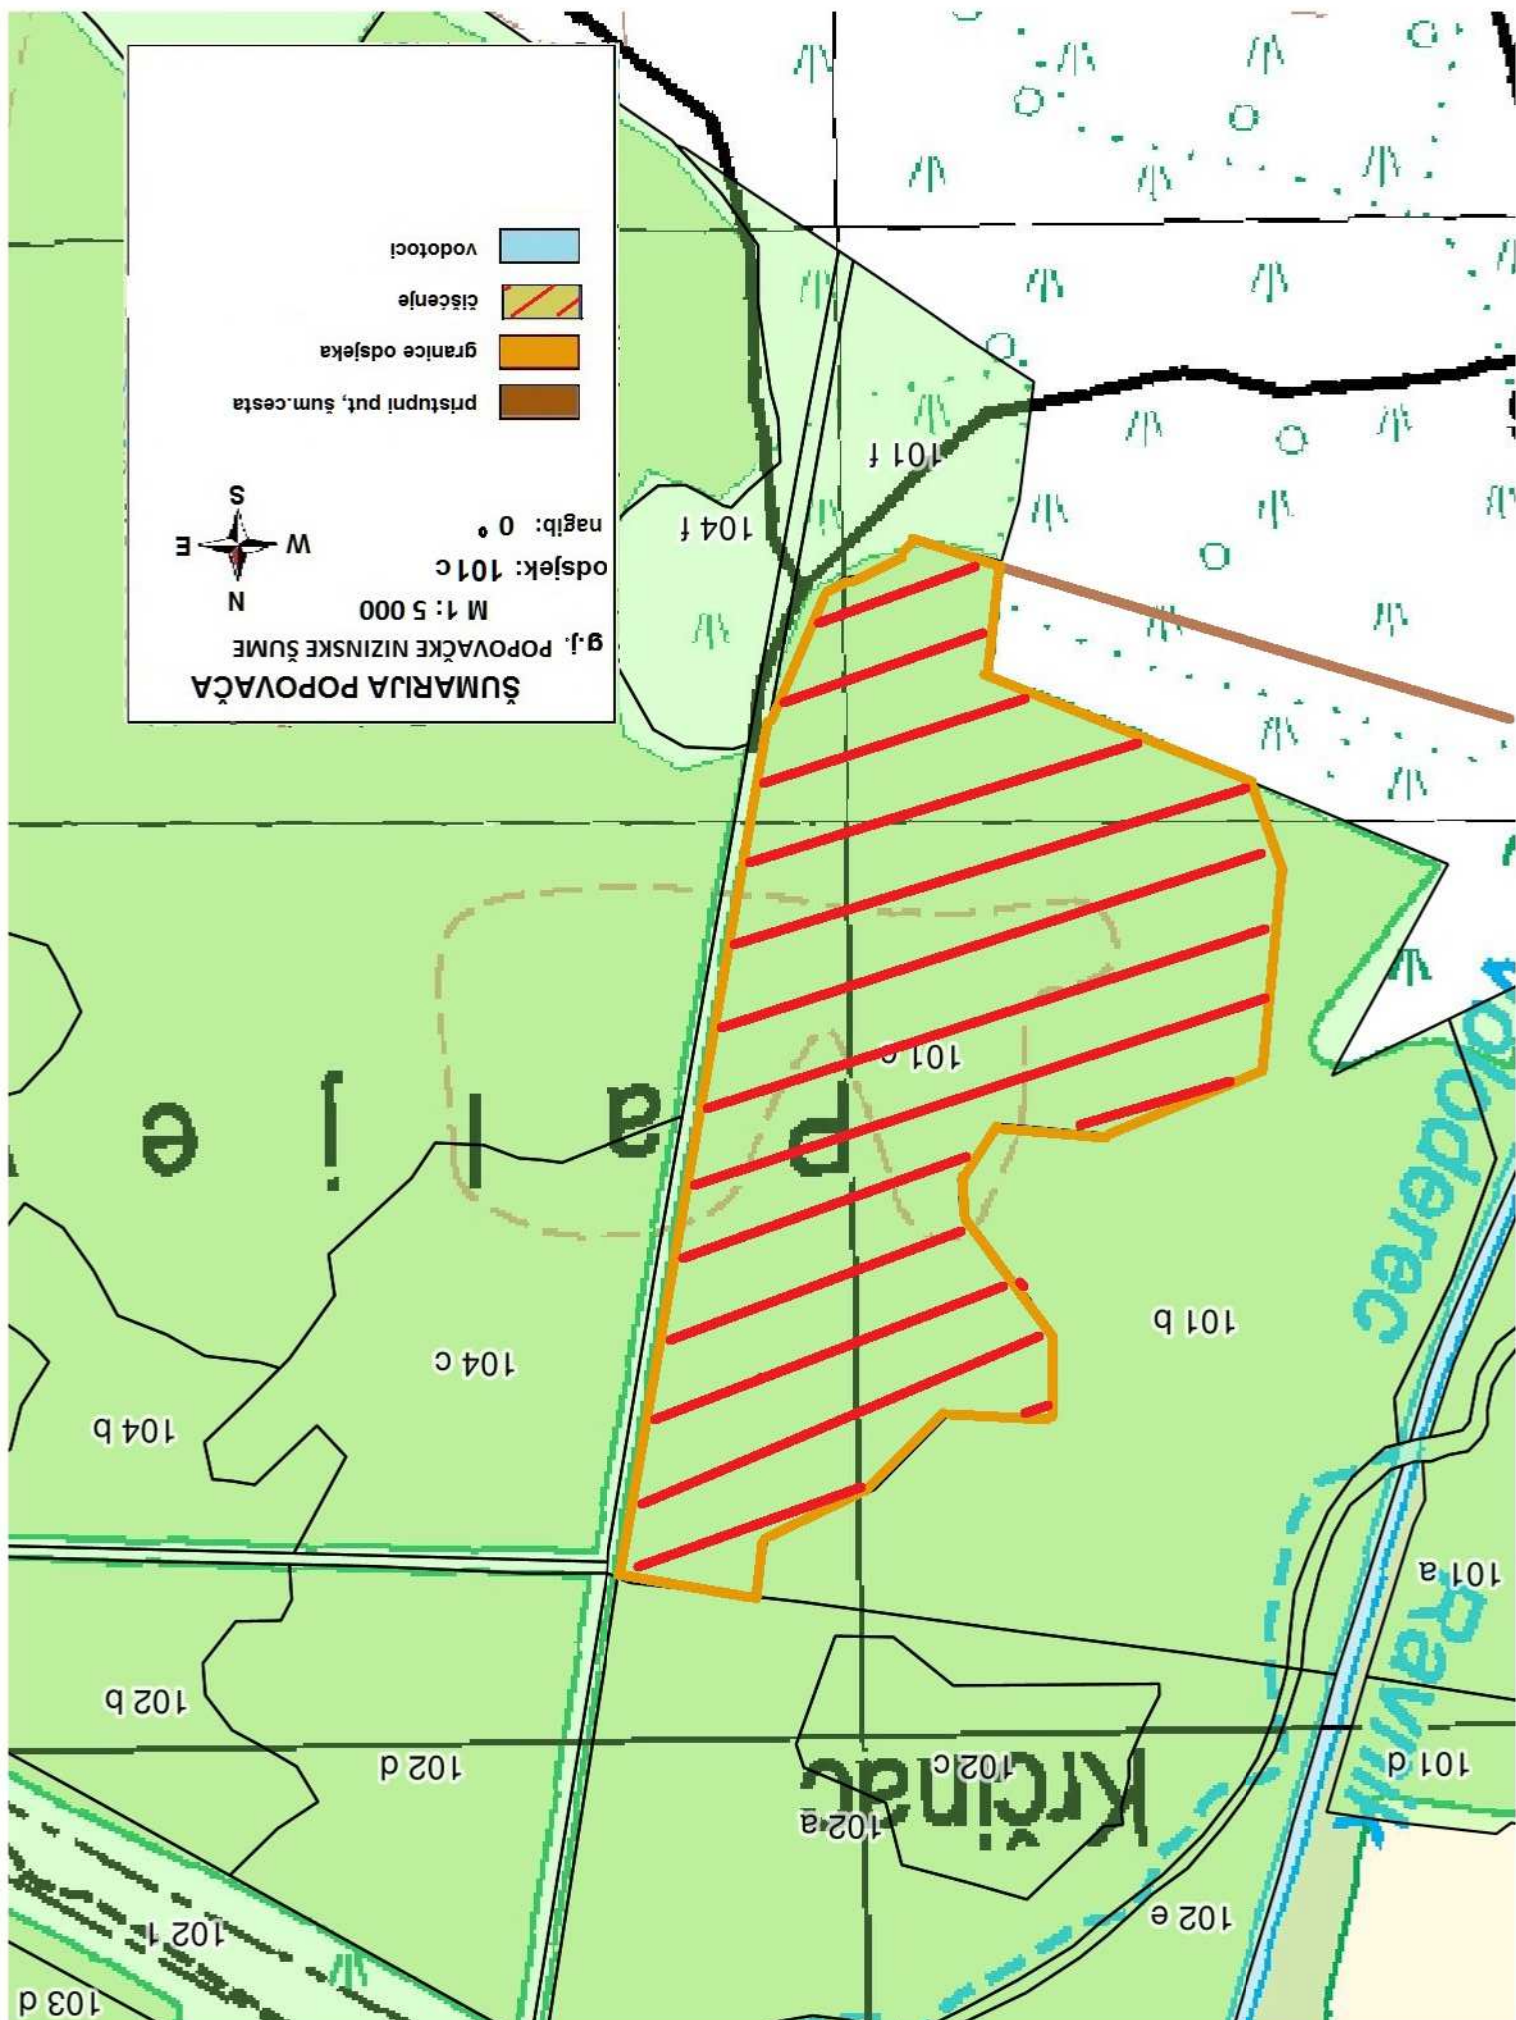 103 d
102 e
102
102 a
Krčinac
102 c
101 d
102 d
102 b
101 a
Ravnik
104 b
104 c
101 b
Voloderec
P a l j e
101 c
ŠUMARIJA POPOVAČA
g.j. POPOVAČKE NIZINSKE ŠUME
M 1: 5 000
odsjek: 101 c
nagib: 0 °
N
W E
S
pristupni put, šum.cesta
granice odsjeka
čišćenje
vodotoci
104 f
101 f